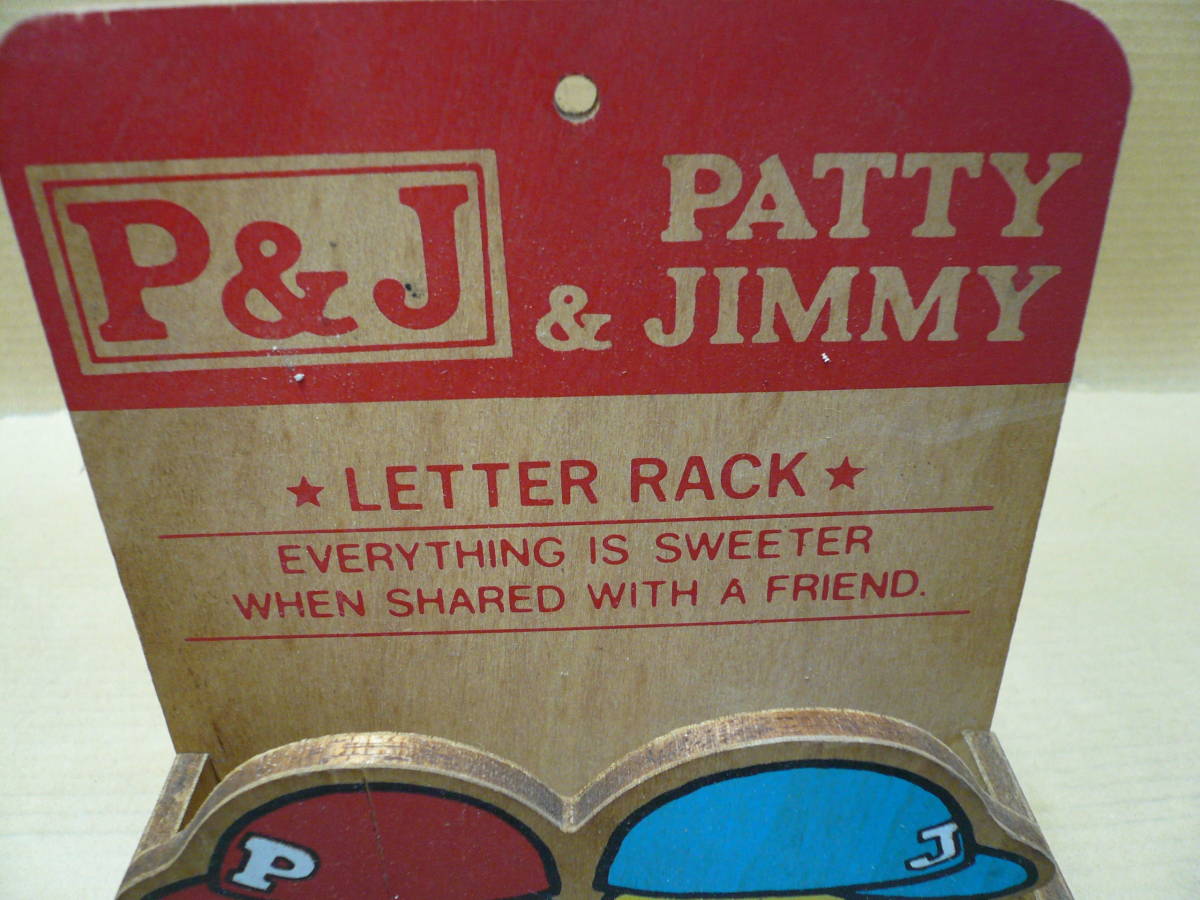 P&J
PATTY
& JIMMY
★ LETTER RACK ★
EVERYTHING IS SWEETER
WHEN SHARED WITH A FRIEND.
P
J